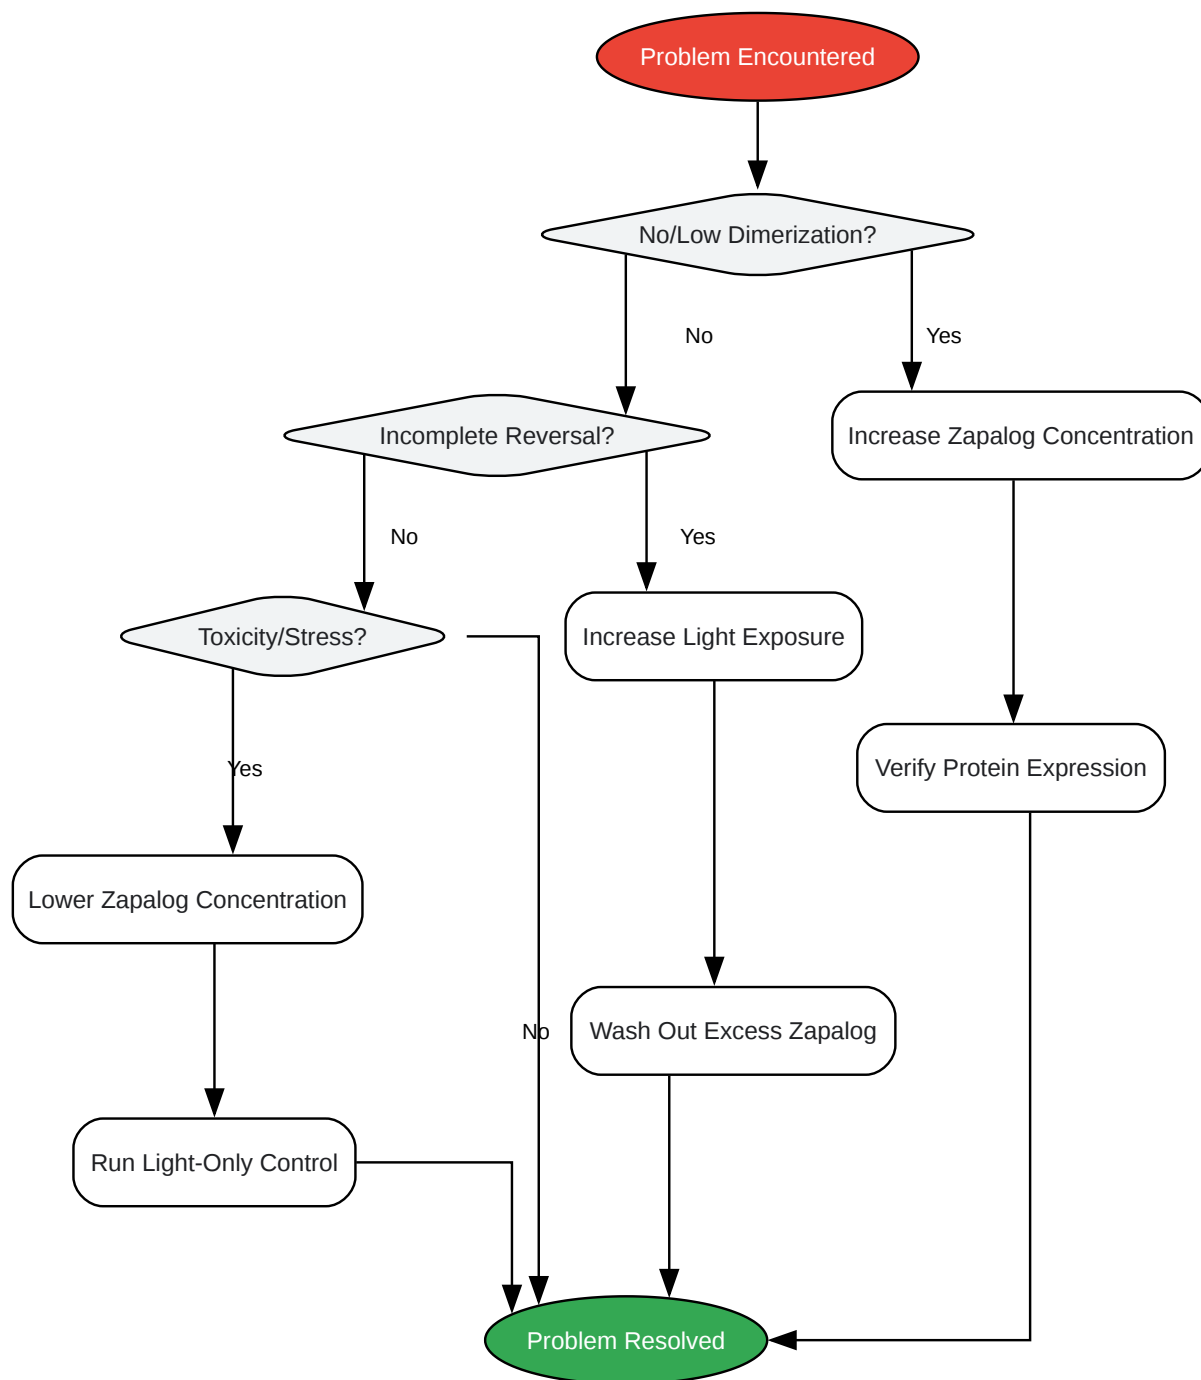 Problem Encountered
No/Low Dimerization?
No
Yes
Incomplete Reversal?
Increase Zapalog Concentration
No
Yes
Toxicity/Stress?
Increase Light Exposure
Yes
Verify Protein Expression
Lower Zapalog Concentration
No
Wash Out Excess Zapalog
Run Light-Only Control
Problem Resolved